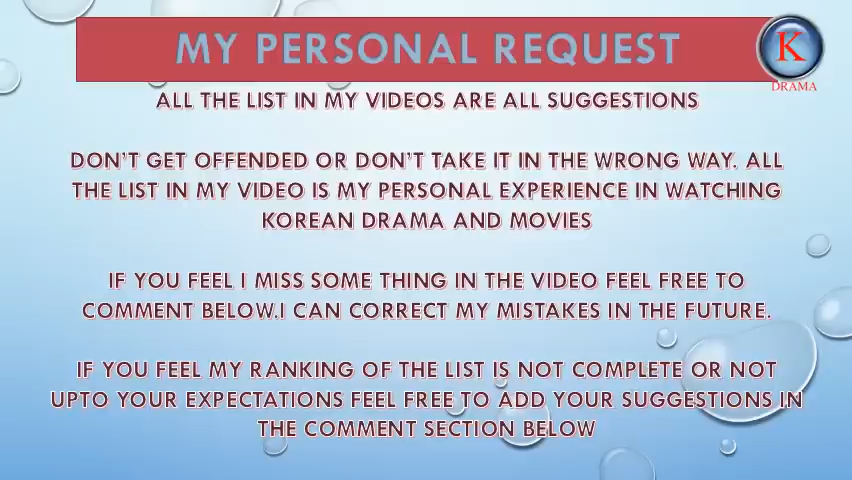 MY PERSONAL REQUEST
K
DRAMA
ALL THE LIST IN MY VIDEOS ARE ALL SUGGESTIONS
DON'T GET OFFENDED OR DON'T TAKE IT IN THE WRONG WAY. ALL
THE LIST IN MY VIDEO IS MY PERSONAL EXPERIENCE IN WATCHING
KOREAN DRAMA AND MOVIES
IF YOU FEEL I MISS SOME THING IN THE VIDEO FEEL FREE TO
COMMENT BELOW.I CAN CORRECT MY MISTAKES IN THE FUTURE.
IF YOU FEEL MY RANKING OF THE LIST IS NOT COMPLETE OR NOT
UPTO YOUR EXPECTATIONS FEEL FREE TO ADD YOUR SUGGESTIONS IN
THE COMMENT SECTION BELOW